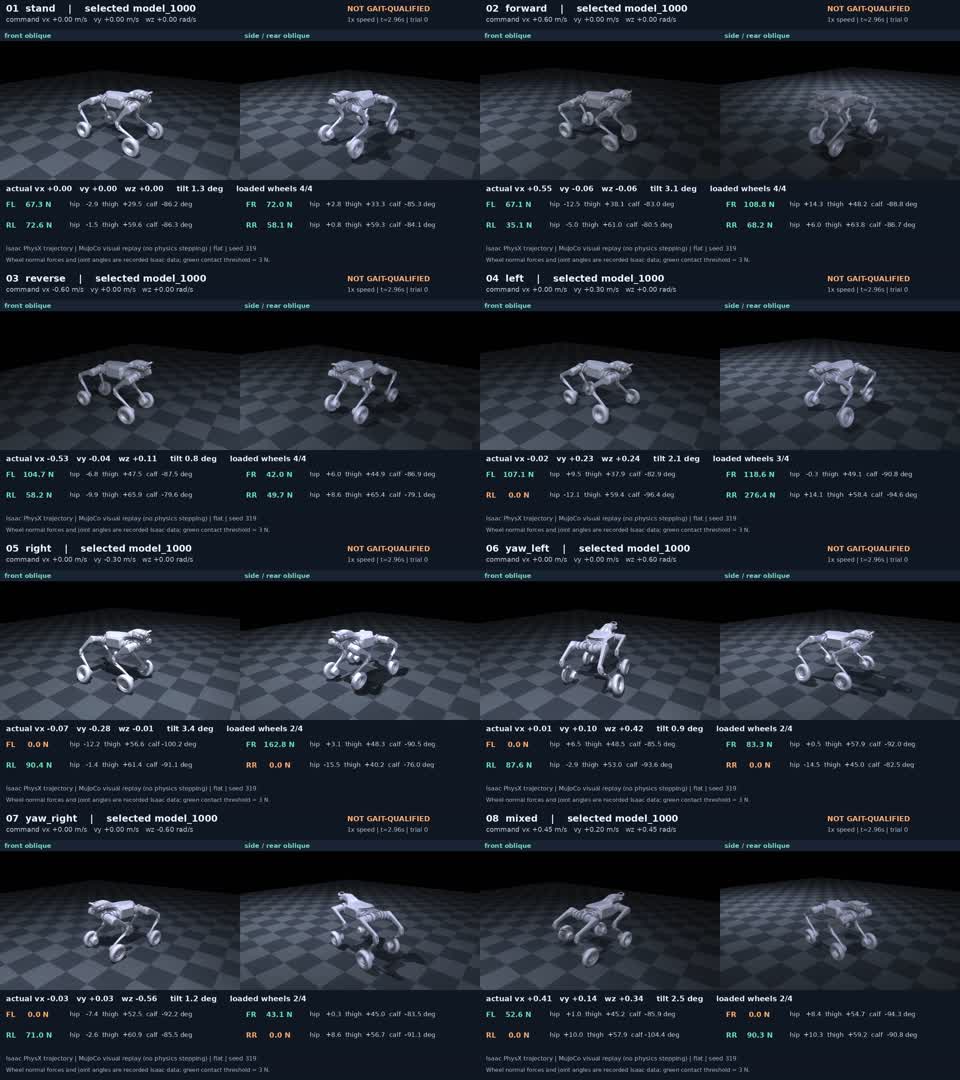 01 stand | selected model_1000 NOT GAIT-QUALIFIED
command vx +0.00 m/s vy +0.00 m/s wz +0.00 rad/s 1x speed | t=2.96s | trial 0
front oblique side / rear oblique
actual vx +0.00 vy +0.00 wz +0.00 tilt 1.3 deg loaded wheels 4/4
FL 67.3 N hip -2.9 thigh +29.5 calf -86.2 deg FR 72.0 N hip +2.8 thigh +33.3 calf -85.3 deg
RL 72.6 N hip -1.5 thigh +59.6 calf -86.3 deg RR 58.1 N hip +0.8 thigh +59.3 calf -84.1 deg
Isaac PhysX trajectory | MuJoCo visual replay (no physics stepping) | flat | seed 319
Wheel normal forces and joint angles are recorded Isaac data; green contact threshold = 3 N.
02 forward | selected model_1000 NOT GAIT-QUALIFIED
command vx +0.60 m/s vy +0.00 m/s wz +0.00 rad/s 1x speed | t=2.96s | trial 0
front oblique side / rear oblique
actual vx +0.55 vy -0.06 wz -0.06 tilt 3.1 deg loaded wheels 4/4
FL 67.1 N hip -12.5 thigh +38.1 calf -83.0 deg FR 108.8 N hip +14.3 thigh +48.2 calf -88.8 deg
RL 35.1 N hip -5.0 thigh +61.0 calf -80.5 deg RR 68.2 N hip +6.0 thigh +63.8 calf -86.7 deg
Isaac PhysX trajectory | MuJoCo visual replay (no physics stepping) | flat | seed 319
Wheel normal forces and joint angles are recorded Isaac data; green contact threshold = 3 N.
03 reverse | selected model_1000 NOT GAIT-QUALIFIED
command vx -0.60 m/s vy +0.00 m/s wz +0.00 rad/s 1x speed | t=2.96s | trial 0
front oblique side / rear oblique
actual vx -0.53 vy -0.04 wz +0.11 tilt 0.8 deg loaded wheels 4/4
FL 104.7 N hip -6.8 thigh +47.5 calf -87.5 deg FR 42.0 N hip +6.0 thigh +44.9 calf -86.9 deg
RL 58.2 N hip -9.9 thigh +65.9 calf -79.6 deg RR 49.7 N hip +8.6 thigh +65.4 calf -79.1 deg
Isaac PhysX trajectory | MuJoCo visual replay (no physics stepping) | flat | seed 319
Wheel normal forces and joint angles are recorded Isaac data; green contact threshold = 3 N.
04 left | selected model_1000 NOT GAIT-QUALIFIED
command vx +0.00 m/s vy +0.30 m/s wz +0.00 rad/s 1x speed | t=2.96s | trial 0
front oblique side / rear oblique
actual vx -0.02 vy +0.23 wz +0.24 tilt 2.1 deg loaded wheels 3/4
FL 107.1 N hip +9.5 thigh +37.9 calf -82.9 deg FR 118.6 N hip -0.3 thigh +49.1 calf -90.8 deg
RL 0.0 N hip -12.1 thigh +59.4 calf -96.4 deg RR 276.4 N hip +14.1 thigh +58.4 calf -94.6 deg
Isaac PhysX trajectory | MuJoCo visual replay (no physics stepping) | flat | seed 319
Wheel normal forces and joint angles are recorded Isaac data; green contact threshold = 3 N.
05 right | selected model_1000 NOT GAIT-QUALIFIED
command vx +0.00 m/s vy -0.30 m/s wz +0.00 rad/s 1x speed | t=2.96s | trial 0
front oblique side / rear oblique
actual vx -0.07 vy -0.28 wz -0.01 tilt 3.4 deg loaded wheels 2/4
FL 0.0 N hip -12.2 thigh +56.6 calf -100.2 deg FR 162.8 N hip +3.1 thigh +48.3 calf -90.5 deg
RL 90.4 N hip -1.4 thigh +61.4 calf -91.1 deg RR 0.0 N hip -15.5 thigh +40.2 calf -76.0 deg
Isaac PhysX trajectory | MuJoCo visual replay (no physics stepping) | flat | seed 319
Wheel normal forces and joint angles are recorded Isaac data; green contact threshold = 3 N.
06 yaw_left | selected model_1000 NOT GAIT-QUALIFIED
command vx +0.00 m/s vy +0.00 m/s wz +0.60 rad/s 1x speed | t=2.96s | trial 0
front oblique side / rear oblique
actual vx +0.01 vy +0.10 wz +0.42 tilt 0.9 deg loaded wheels 2/4
FL 0.0 N hip +6.5 thigh +48.5 calf -85.5 deg FR 83.3 N hip +0.5 thigh +57.9 calf -92.0 deg
RL 87.6 N hip -2.9 thigh +53.0 calf -93.6 deg RR 0.0 N hip -14.5 thigh +45.0 calf -82.5 deg
Isaac PhysX trajectory | MuJoCo visual replay (no physics stepping) | flat | seed 319
Wheel normal forces and joint angles are recorded Isaac data; green contact threshold = 3 N.
07 yaw_right | selected model_1000 NOT GAIT-QUALIFIED
command vx +0.00 m/s vy +0.00 m/s wz -0.60 rad/s 1x speed | t=2.96s | trial 0
front oblique side / rear oblique
actual vx -0.03 vy +0.03 wz -0.56 tilt 1.2 deg loaded wheels 2/4
FL 0.0 N hip -7.4 thigh +52.5 calf -92.2 deg FR 43.1 N hip +0.3 thigh +45.0 calf -83.5 deg
RL 71.0 N hip -2.6 thigh +60.9 calf -85.5 deg RR 0.0 N hip +8.6 thigh +56.7 calf -91.1 deg
Isaac PhysX trajectory | MuJoCo visual replay (no physics stepping) | flat | seed 319
Wheel normal forces and joint angles are recorded Isaac data; green contact threshold = 3 N.
08 mixed | selected model_1000 NOT GAIT-QUALIFIED
command vx +0.45 m/s vy +0.20 m/s wz +0.45 rad/s 1x speed | t=2.96s | trial 0
front oblique side / rear oblique
actual vx +0.41 vy +0.14 wz +0.34 tilt 2.5 deg loaded wheels 2/4
FL 52.6 N hip +1.0 thigh +45.2 calf -85.9 deg FR 0.0 N hip +8.4 thigh +54.7 calf -94.3 deg
RL 0.0 N hip +10.0 thigh +57.9 calf -104.4 deg RR 90.3 N hip +10.3 thigh +59.2 calf -90.8 deg
Isaac PhysX trajectory | MuJoCo visual replay (no physics stepping) | flat | seed 319
Wheel normal forces and joint angles are recorded Isaac data; green contact threshold = 3 N.